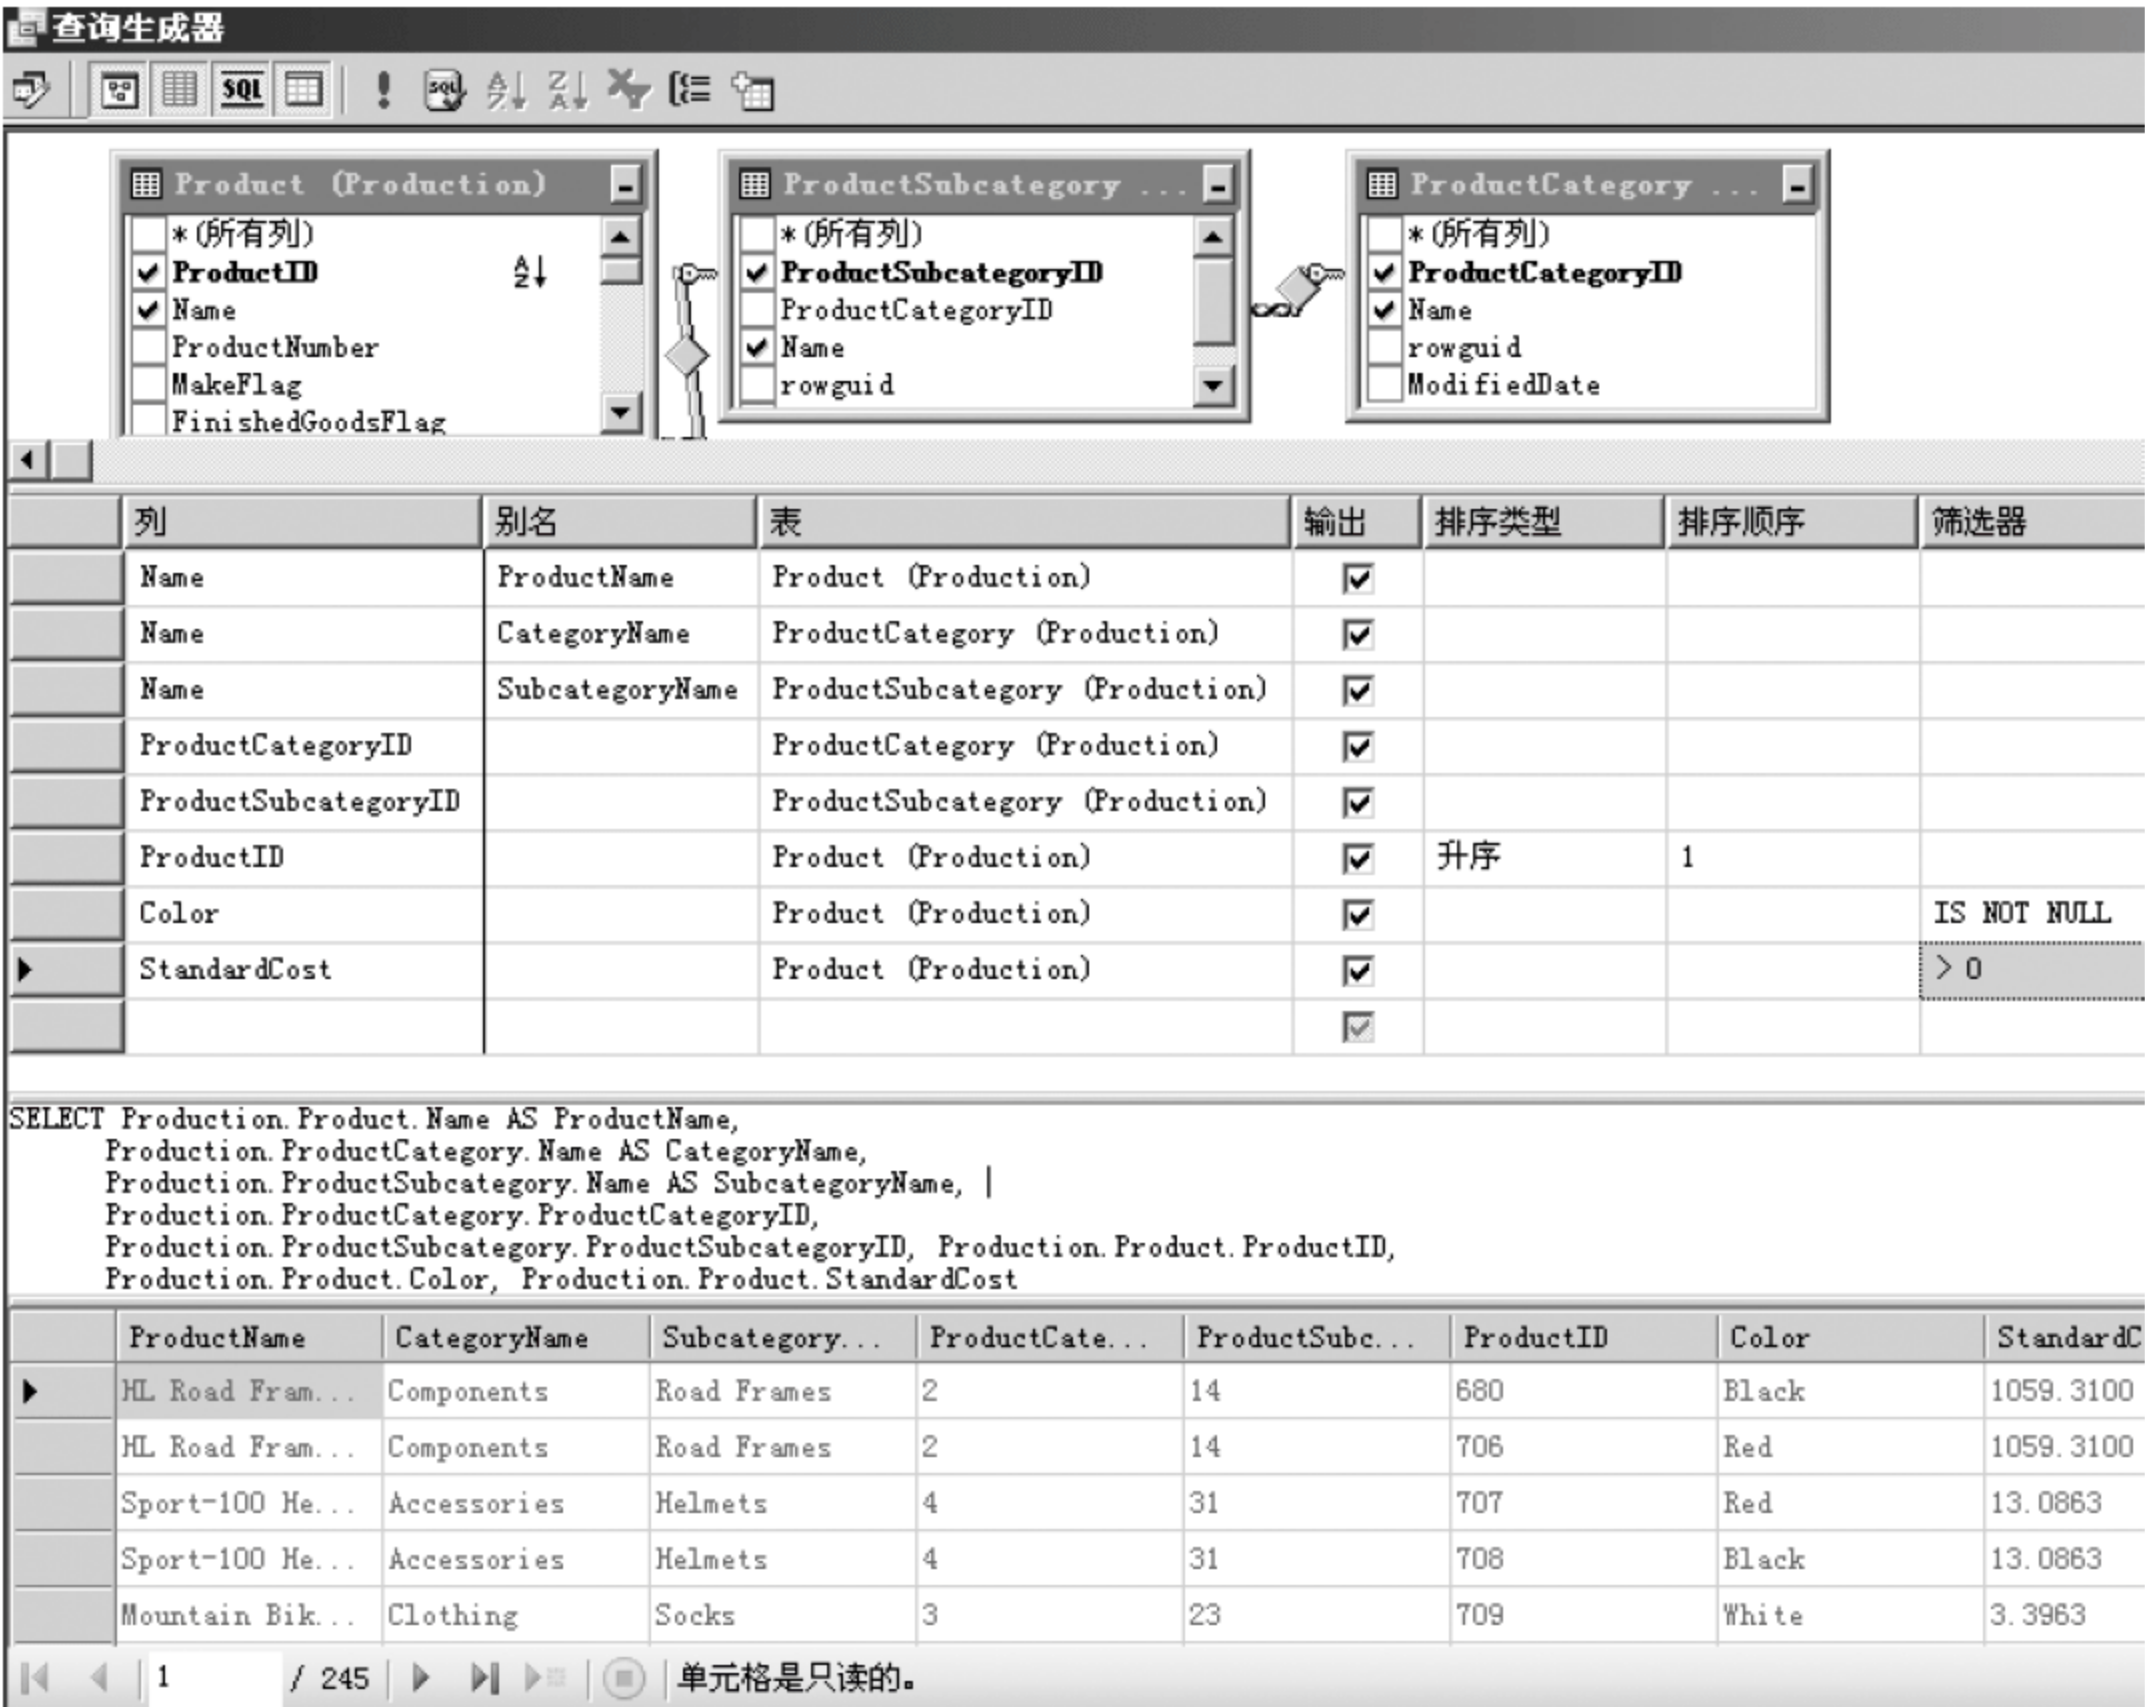 查询生成器
SQL
SQL
Product (Production)
*(所有列)
ProductID
Name
ProductNumber
MakeFlag
FinishedGoodsFlag
ProductSubcategory ...
*(所有列)
ProductSubcategoryID
ProductCategoryID
Name
rowguid
ProductCategory ...
*(所有列)
ProductCategoryID
Name
rowguid
ModifiedDate
列 别名 表 输出 排序类型 排序顺序 筛选器
Name ProductName Product (Production)
Name CategoryName ProductCategory (Production)
Name SubcategoryName ProductSubcategory (Production)
ProductCategoryID ProductCategory (Production)
ProductSubcategoryID ProductSubcategory (Production)
ProductID Product (Production) 升序 1
Color Product (Production) IS NOT NULL
StandardCost Product (Production) > 0
SELECT Production.Product.Name AS ProductName,
Production.ProductCategory.Name AS CategoryName,
Production.ProductSubcategory.Name AS SubcategoryName,
Production.ProductCategory.ProductCategoryID,
Production.ProductSubcategory.ProductSubcategoryID, Production.Product.ProductID,
Production.Product.Color, Production.Product.StandardCost
ProductName CategoryName Subcategory... ProductCate... ProductSubc... ProductID Color StandardC
HL Road Fram... Components Road Frames 2 14 680 Black 1059.3100
HL Road Fram... Components Road Frames 2 14 706 Red 1059.3100
Sport-100 He... Accessories Helmets 4 31 707 Red 13.0863
Sport-100 He... Accessories Helmets 4 31 708 Black 13.0863
Mountain Bik... Clothing Socks 3 23 709 White 3.3963
1 / 245 单元格是只读的。